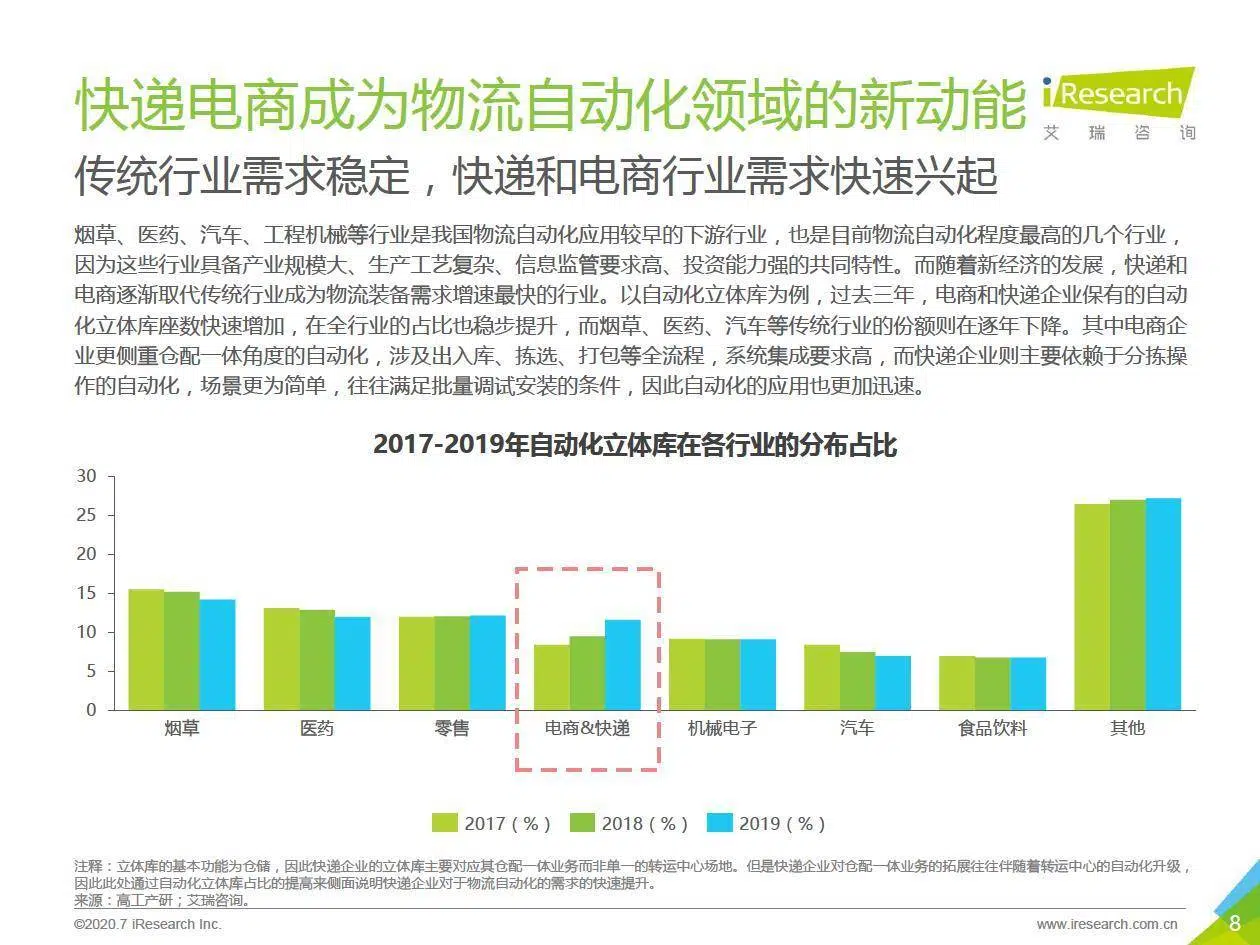 快递电商成为物流自动化领域的新动能
iResearch
艾瑞咨询
传统行业需求稳定，快递和电商行业需求快速兴起
烟草、医药、汽车、工程机械等行业是我国物流自动化应用较早的下游行业，也是目前物流自动化程度最高的几个行业，
因为这些行业具备产业规模大、生产工艺复杂、信息监管要求高、投资能力强的共同特性。而随着新经济的发展，快递和
电商逐渐取代传统行业成为物流装备需求增速最快的行业。以自动化立体库为例，过去三年，电商和快递企业保有的自动
化立体库座数快速增加，在全行业的占比也稳步提升，而烟草、医药、汽车等传统行业的份额则在逐年下降。其中电商企
业更侧重仓配一体角度的自动化，涉及出入库、拣选、打包等全流程，系统集成要求高，而快递企业则主要依赖于分拣操
作的自动化，场景更为简单，往往满足批量调试安装的条件，因此自动化的应用也更加迅速。
2017-2019年自动化立体库在各行业的分布占比
30
25
20
15
10
5
0
烟草 医药 零售 电商&快递 机械电子 汽车 食品饮料 其他
2017（%） 2018（%） 2019（%）
注释：立体库的基本功能为仓储，因此快递企业的立体库主要对应其仓配一体业务而非单一的转运中心场地。但是快递企业对仓配一体业务的拓展往往伴随着转运中心的自动化升级，
因此此处通过自动化立体库占比的提高来侧面说明快递企业对于物流自动化的需求的快速提升。
来源：高工产研；艾瑞咨询。
©2020.7 iResearch Inc.
www.iresearch.com.cn
8